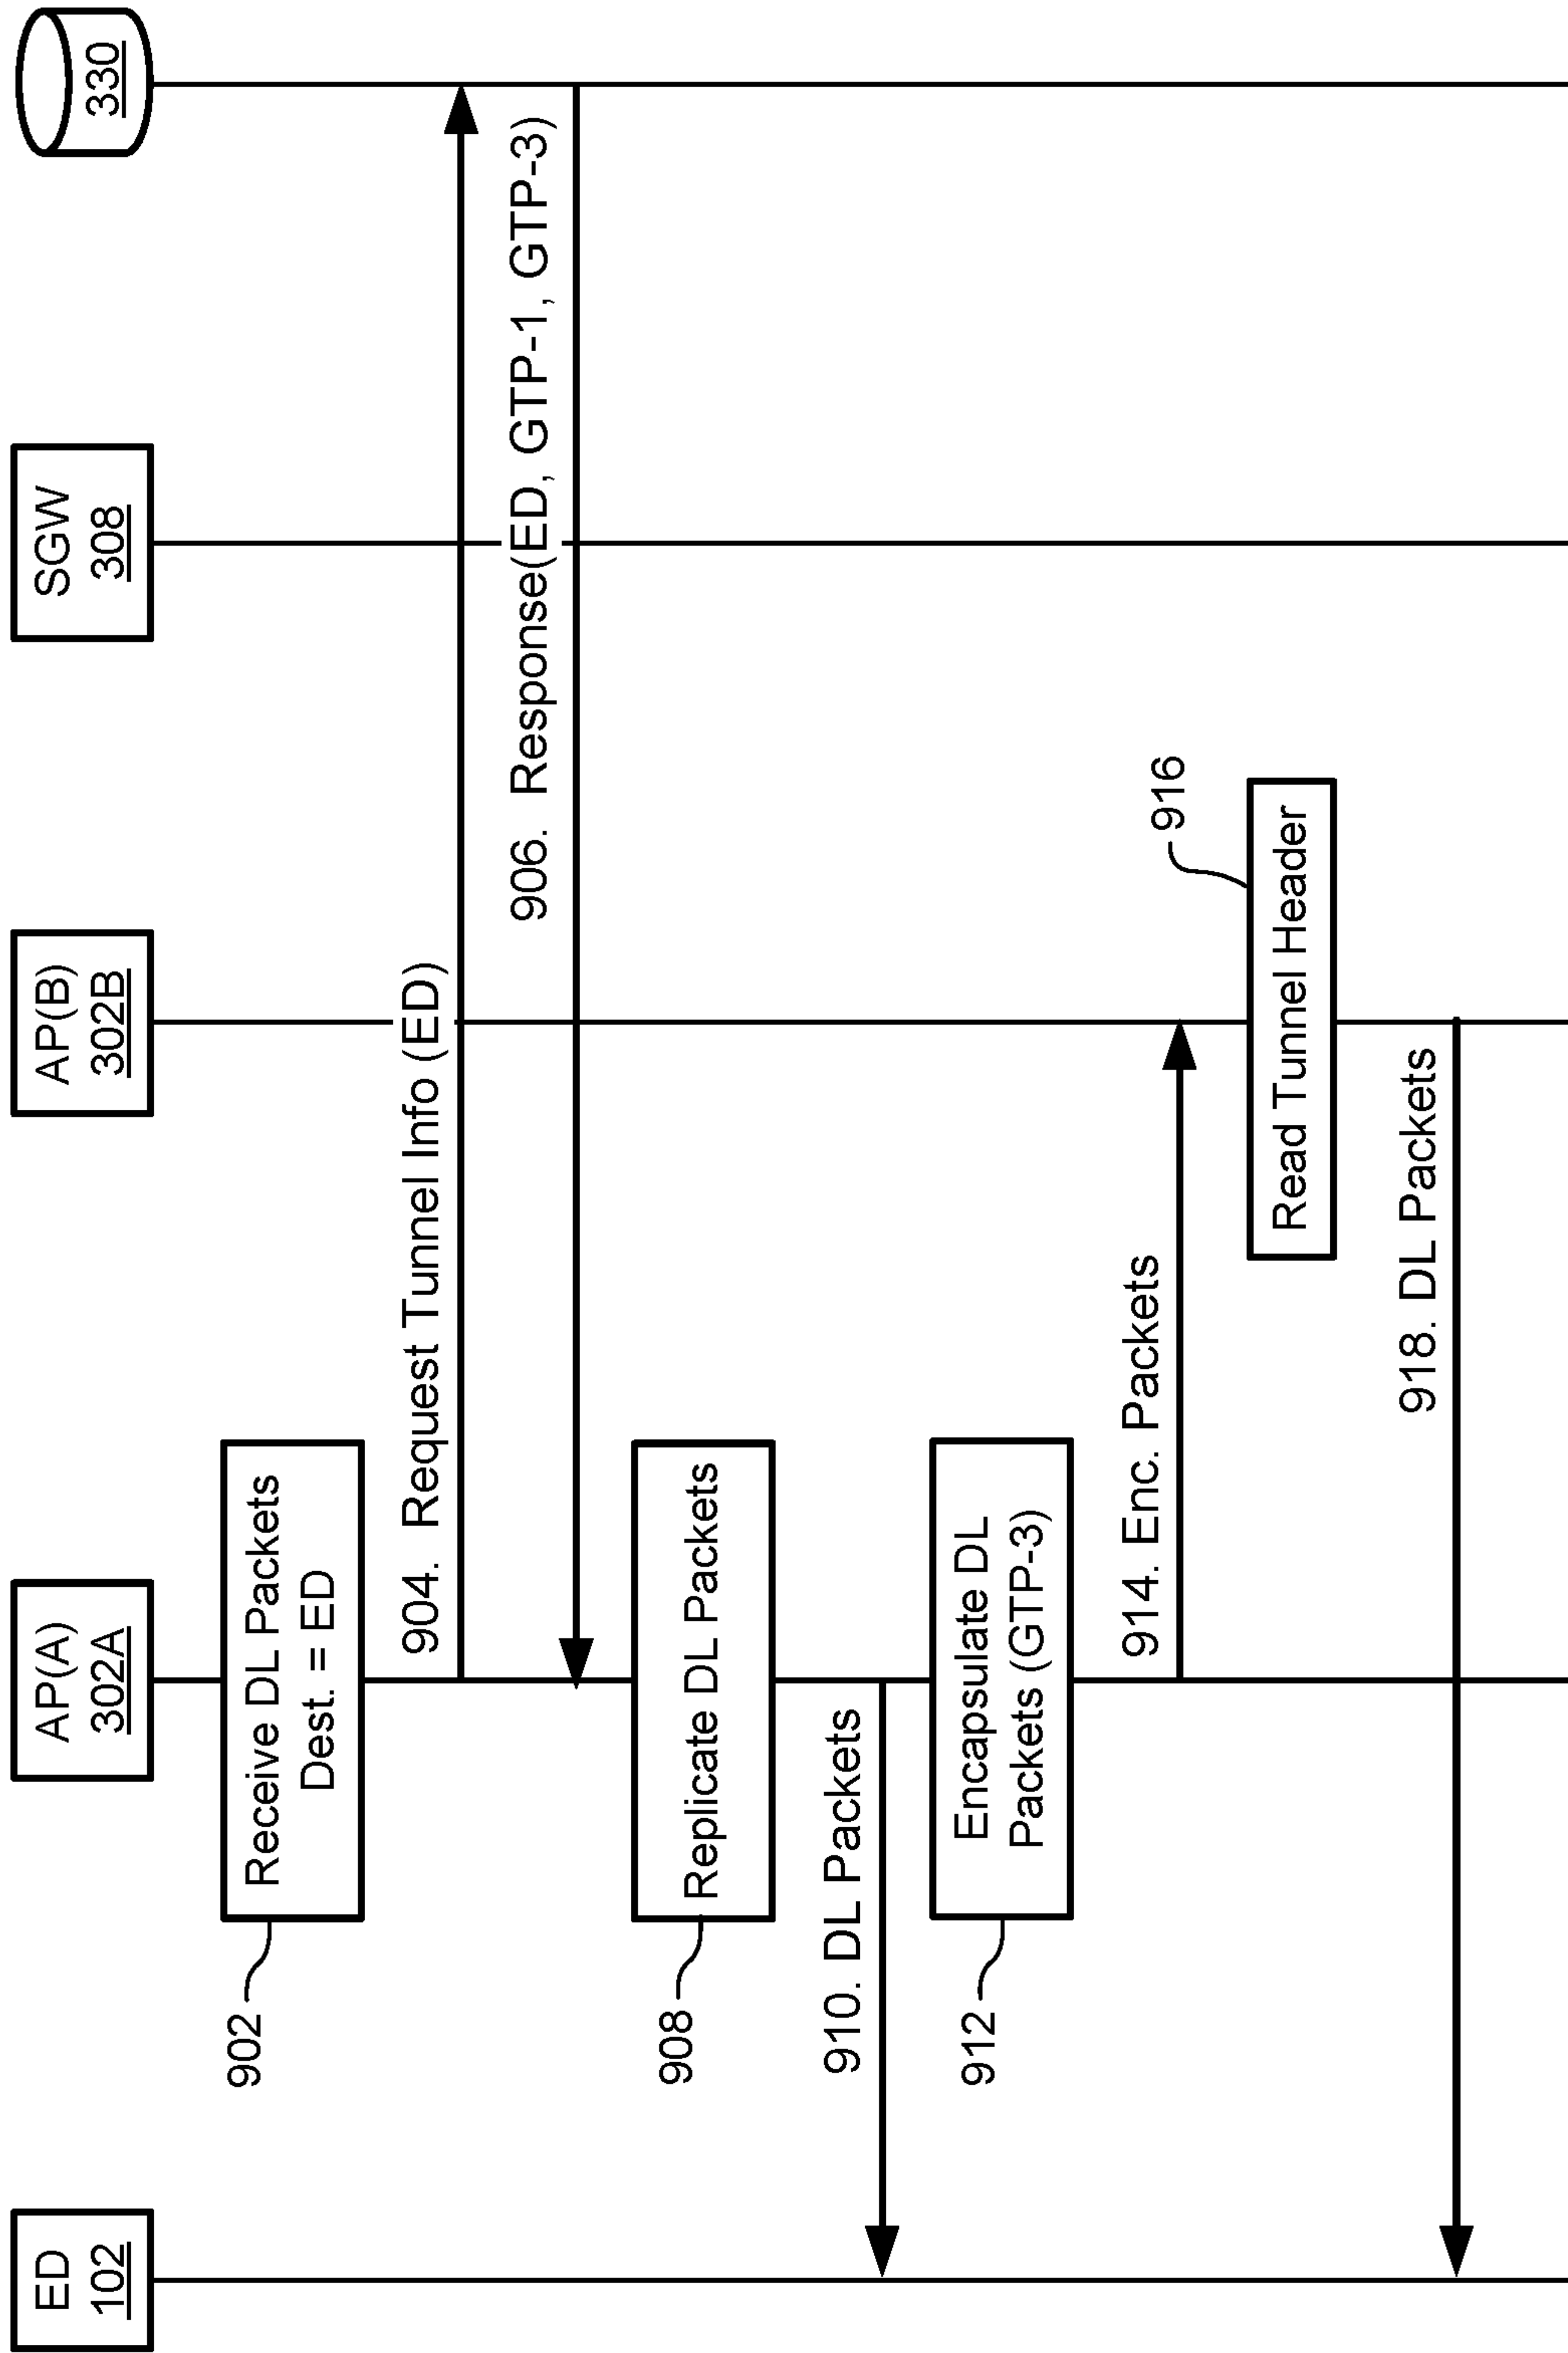 ED
102
AP(A)
302A
AP(B)
302B
SGW
308
330
902
Receive DL Packets
Dest. = ED
904. Request Tunnel Info (ED)
906. Response(ED, GTP-1, GTP-3)
908
Replicate DL Packets
910. DL Packets
912
Encapsulate DL
Packets (GTP-3)
914. Enc. Packets
916
Read Tunnel Header
918. DL Packets